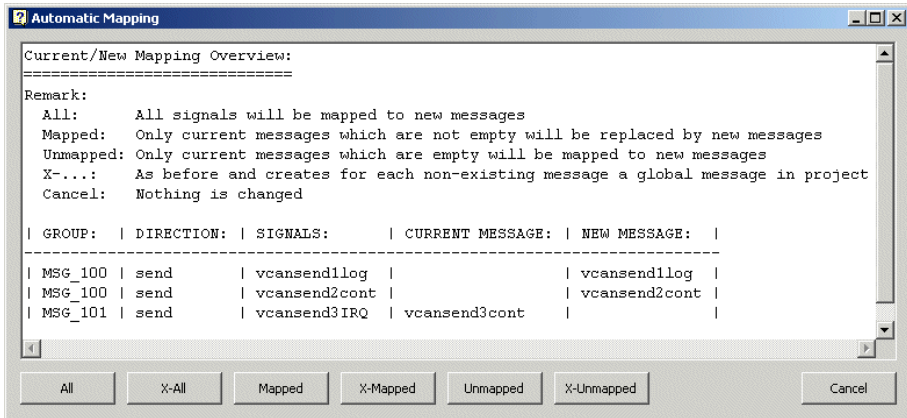 Automatic Mapping
Current/New Mapping Overview:
==============================
Remark:
All: All signals will be mapped to new messages
Mapped: Only current messages which are not empty will be replaced by new messages
Unmapped: Only current messages which are empty will be mapped to new messages
X-...: As before and creates for each non-existing message a global message in project
Cancel: Nothing is changed
| GROUP: | DIRECTION: | SIGNALS: | CURRENT MESSAGE: | NEW MESSAGE: |
--------------------------------------------------------------------------------
| MSG_100 | send | vcansend1log | | vcansend1log |
| MSG_100 | send | vcansend2cont | | vcansend2cont |
| MSG_101 | send | vcansend3IRQ | vcansend3cont | |
All X-All Mapped X-Mapped Unmapped X-Unmapped Cancel